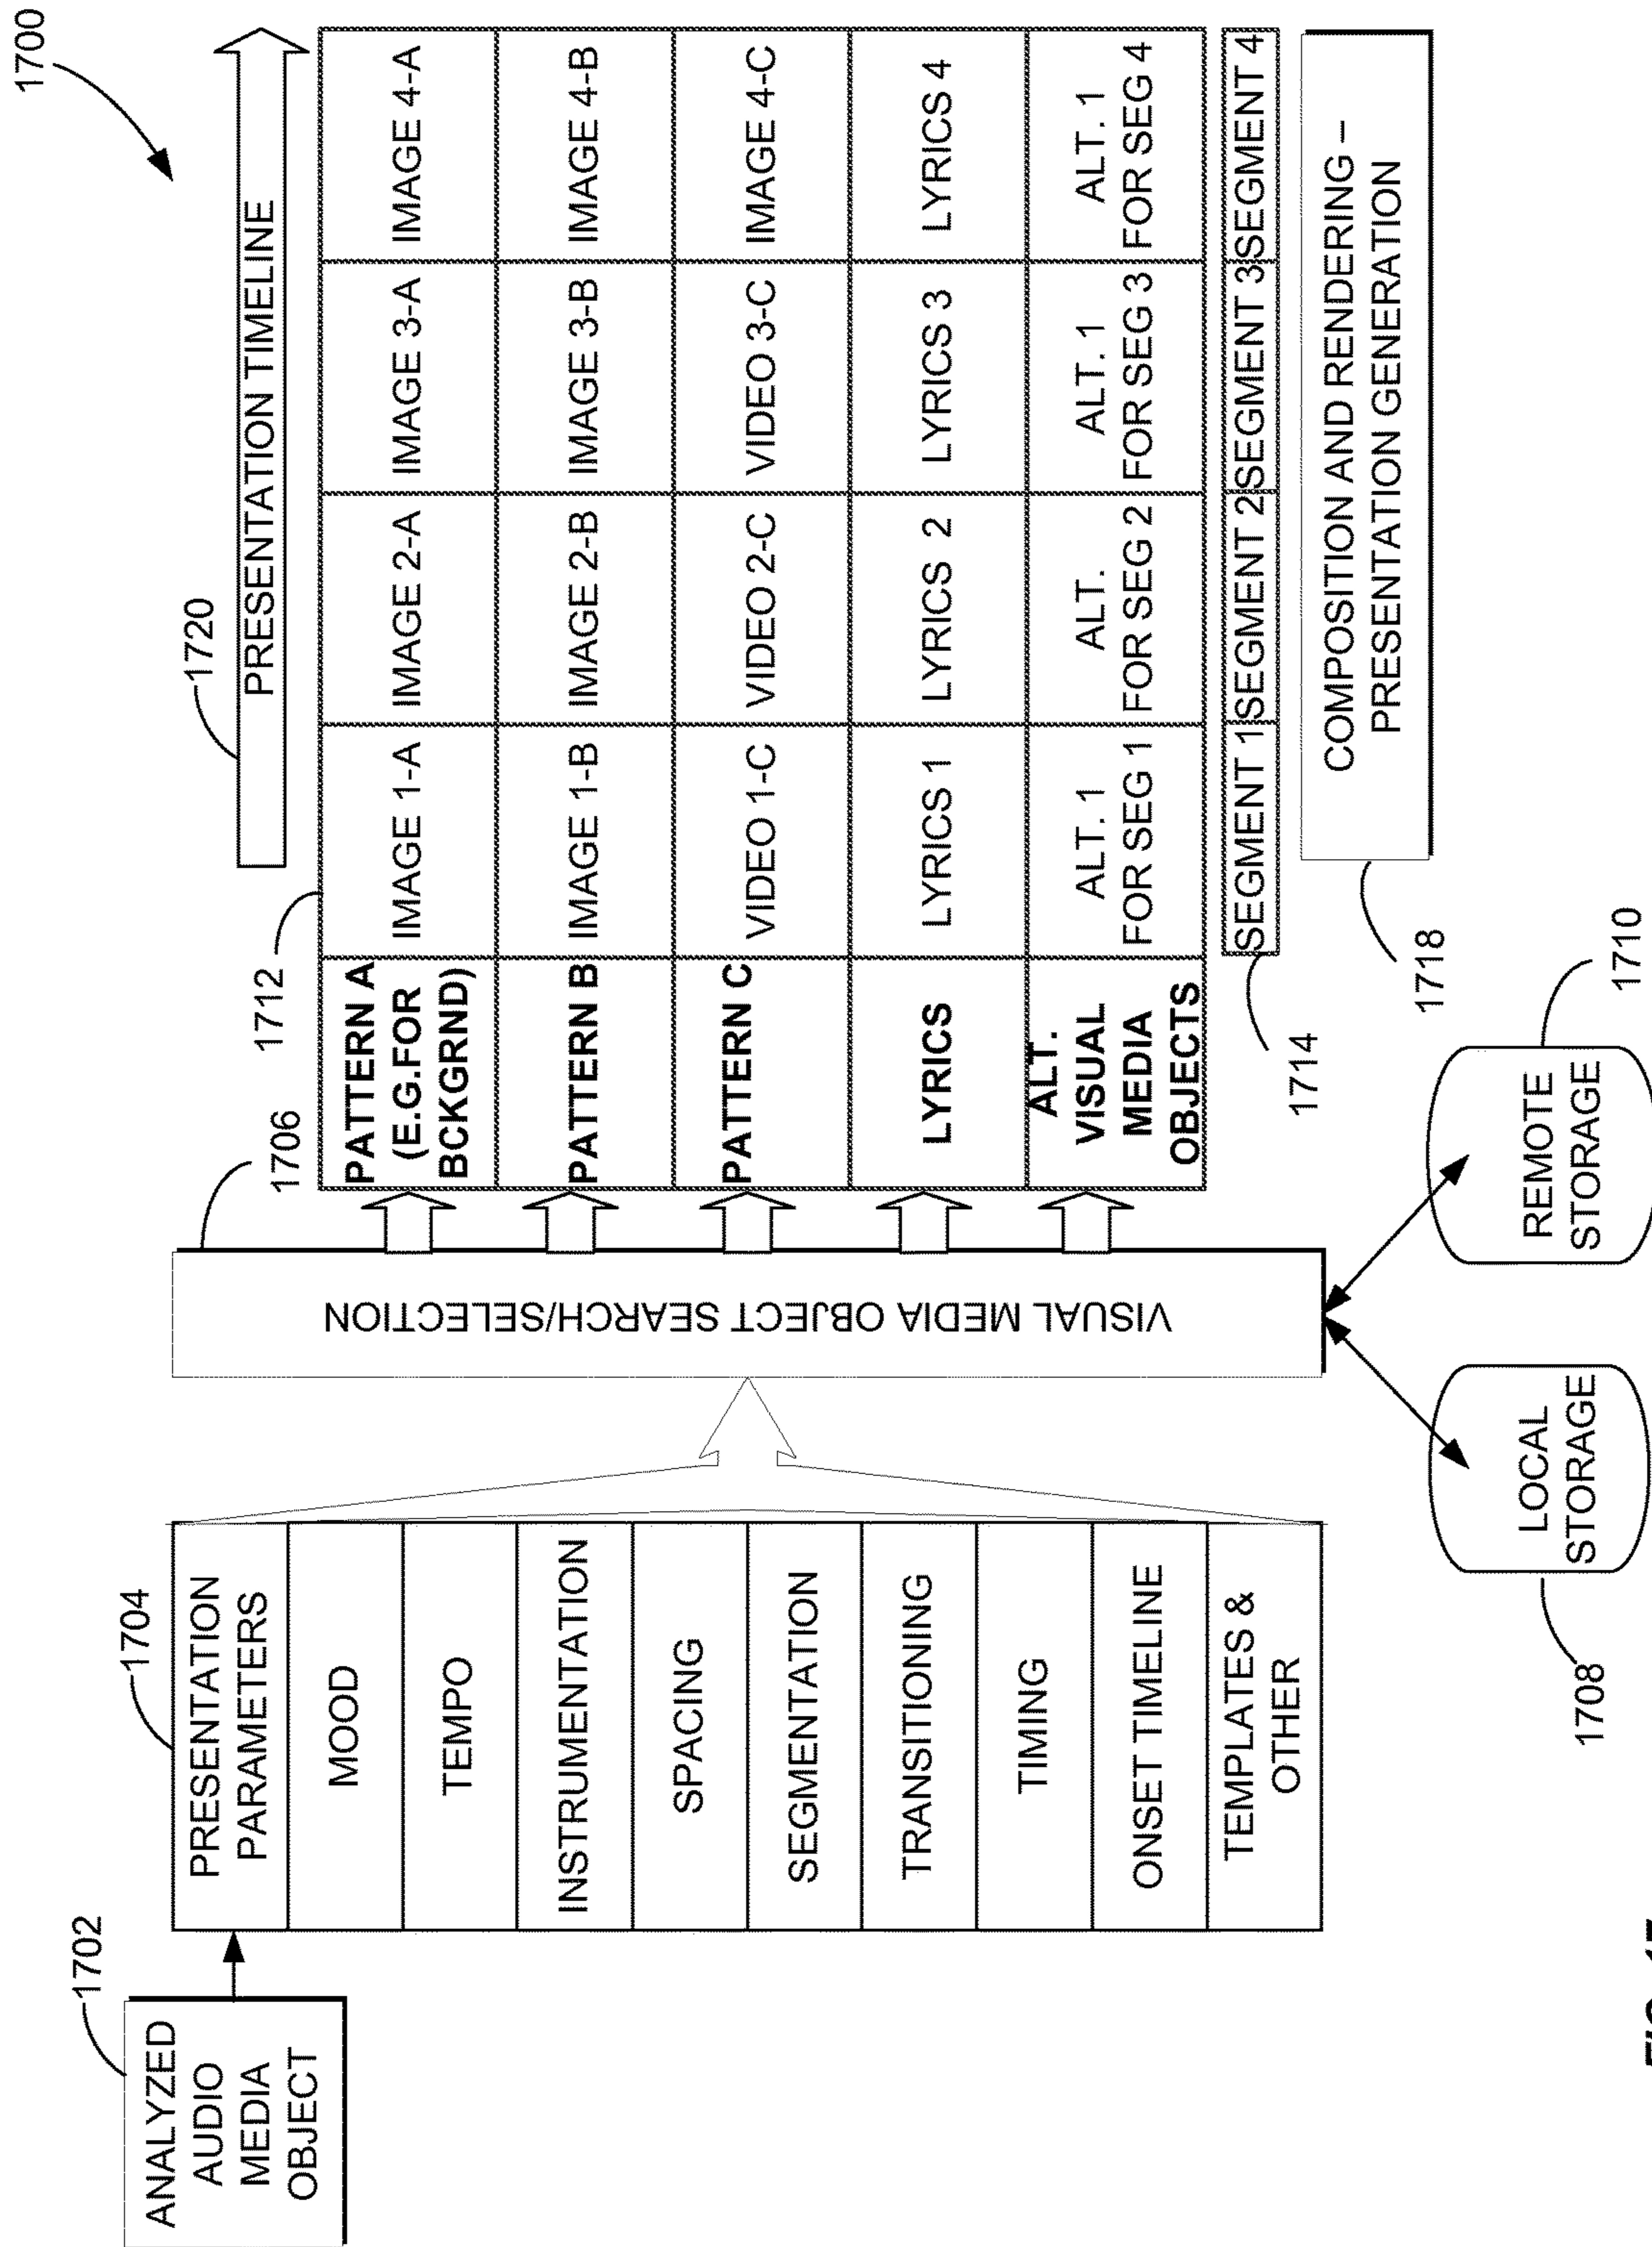 1700
1720
PRESENTATION TIMELINE
1702
ANALYZED
AUDIO
MEDIA
OBJECT
1704
PRESENTATION
PARAMETERS
MOOD
TEMPO
INSTRUMENTATION
SPACING
SEGMENTATION
TRANSITIONING
TIMING
ONSET TIMELINE
TEMPLATES &
OTHER
1706
VISUAL MEDIA OBJECT SEARCH/SELECTION
1708
LOCAL
STORAGE
REMOTE
STORAGE
1710
1712
PATTERN A
(E.G.FOR
BCKGRND)
IMAGE 1-A
IMAGE 2-A
IMAGE 3-A
IMAGE 4-A
PATTERN B
IMAGE 1-B
IMAGE 2-B
IMAGE 3-B
IMAGE 4-B
PATTERN C
VIDEO 1-C
VIDEO 2-C
VIDEO 3-C
IMAGE 4-C
LYRICS
LYRICS 1
LYRICS 2
LYRICS 3
LYRICS 4
ALT.
VISUAL
MEDIA
OBJECTS
ALT. 1
FOR SEG 1
ALT.
FOR SEG 2
ALT. 1
FOR SEG 3
ALT. 1
FOR SEG 4
1714
SEGMENT 1
SEGMENT 2
SEGMENT 3
SEGMENT 4
1718
COMPOSITION AND RENDERING –
PRESENTATION GENERATION